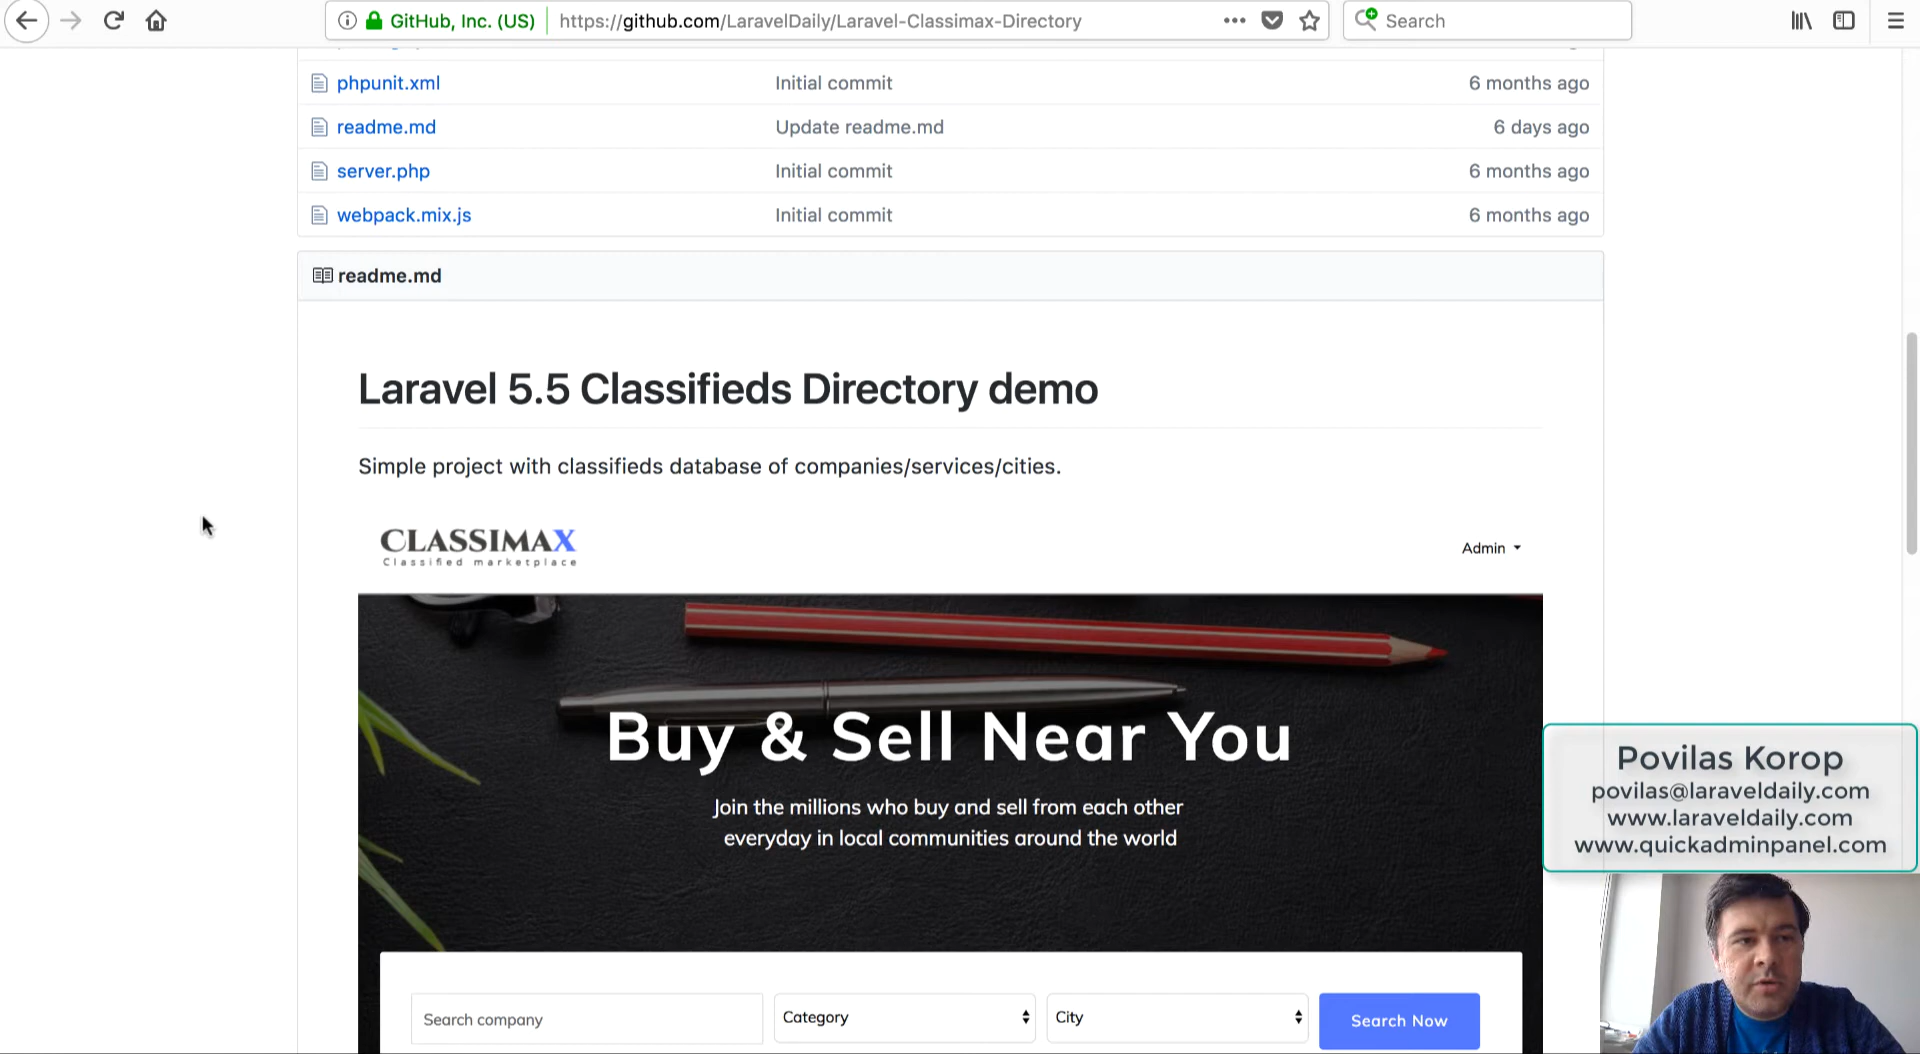 GitHub, Inc. (US)
https://github.com/LaravelDaily/Laravel-Classimax-Directory
Search
phpunit.xml Initial commit 6 months ago
readme.md Update readme.md 6 days ago
server.php Initial commit 6 months ago
webpack.mix.js Initial commit 6 months ago
readme.md
Laravel 5.5 Classifieds Directory demo
Simple project with classifieds database of companies/services/cities.
CLASSIMAX
Classified marketplace
Admin
Buy & Sell Near You
Join the millions who buy and sell from each other
everyday in local communities around the world
Search company
Category
City
Search Now
Povilas Korop
povilas@laraveldaily.com
www.laraveldaily.com
www.quickadminpanel.com